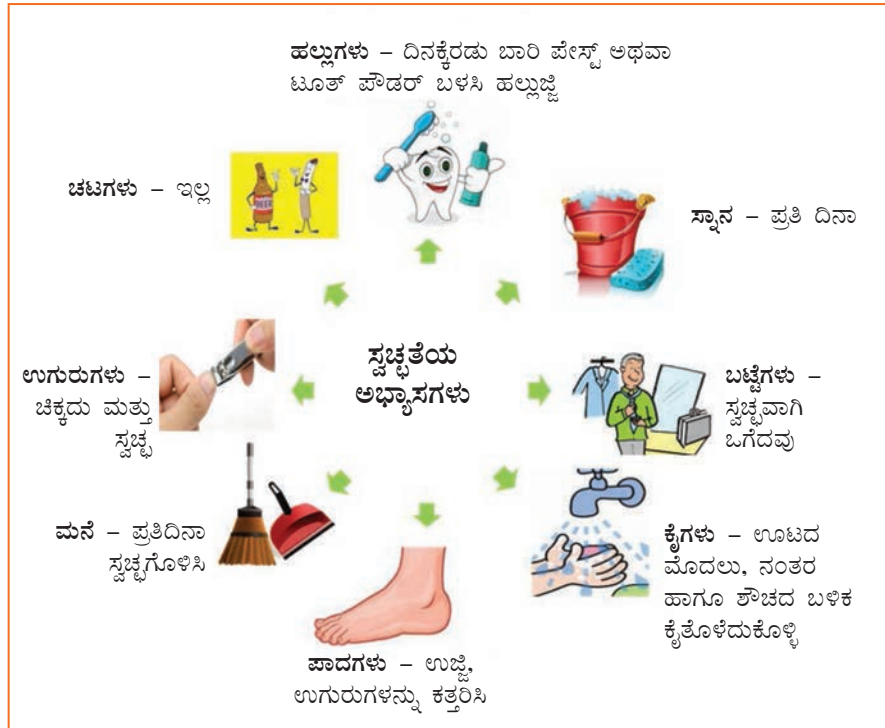 ಹಲ್ಲುಗಳು – ದಿನಕ್ಕೆರಡು ಬಾರಿ ಪೇಸ್ಟ್ ಅಥವಾ
ಟೂತ್ ಪೌಡರ್ ಬಳಸಿ ಹಲ್ಲುಜ್ಜಿ
ಚಟಗಳು – ಇಲ್ಲ
BEER
ಸ್ನಾನ – ಪ್ರತಿ ದಿನಾ
ಸ್ವಚ್ಛತೆಯ
ಅಭ್ಯಾಸಗಳು
ಉಗುರುಗಳು –
ಚಿಕ್ಕದು ಮತ್ತು
ಸ್ವಚ್ಛ
ಬಟ್ಟೆಗಳು –
ಸ್ವಚ್ಛವಾಗಿ
ಒಗೆದವು
ಮನೆ – ಪ್ರತಿದಿನಾ
ಸ್ವಚ್ಛಗೊಳಿಸಿ
ಕೈಗಳು – ಊಟದ
ಮೊದಲು, ನಂತರ
ಹಾಗೂ ಶೌಚದ ಬಳಿಕ
ಕೈತೊಳೆದುಕೊಳ್ಳಿ
ಪಾದಗಳು – ಉಜ್ಜಿ,
ಉಗುರುಗಳನ್ನು ಕತ್ತರಿಸಿ